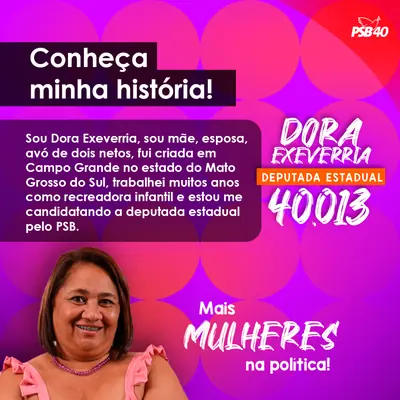 PSB40
Conheça
minha história!
Sou Dora Exeverria, sou mãe, esposa,
avó de dois netos, fui criada em
Campo Grande no estado do Mato
Grosso do Sul, trabalhei muitos anos
como recreadora infantil e estou me
candidatando a deputada estadual
pelo PSB.
DORA
EXEVERRIA
DEPUTADA ESTADUAL
40.013
Mais
MULHERES
na politica!